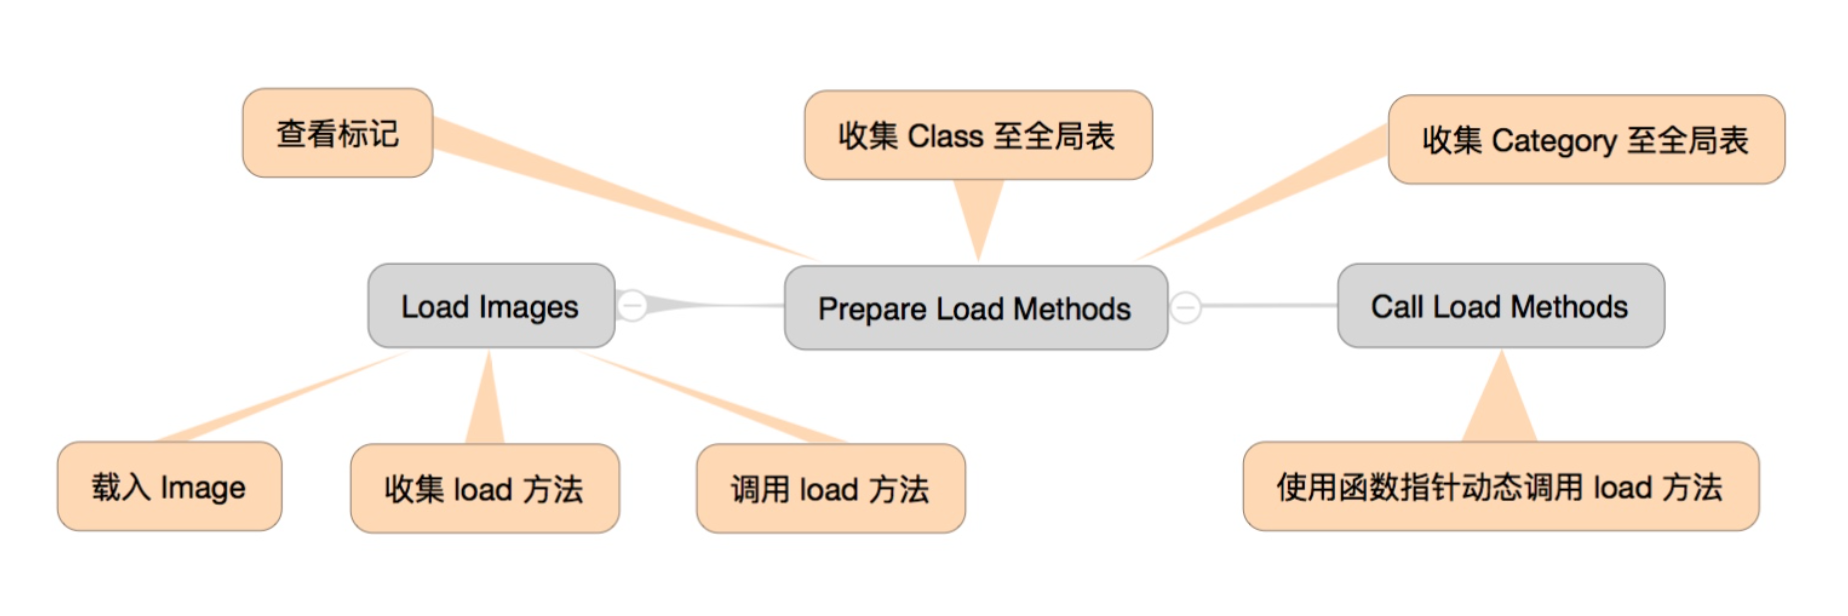 查看标记
收集 Class 至全局表
收集 Category 至全局表
Load Images
Prepare Load Methods
Call Load Methods
载入 Image
收集 load 方法
调用 load 方法
使用函数指针动态调用 load 方法